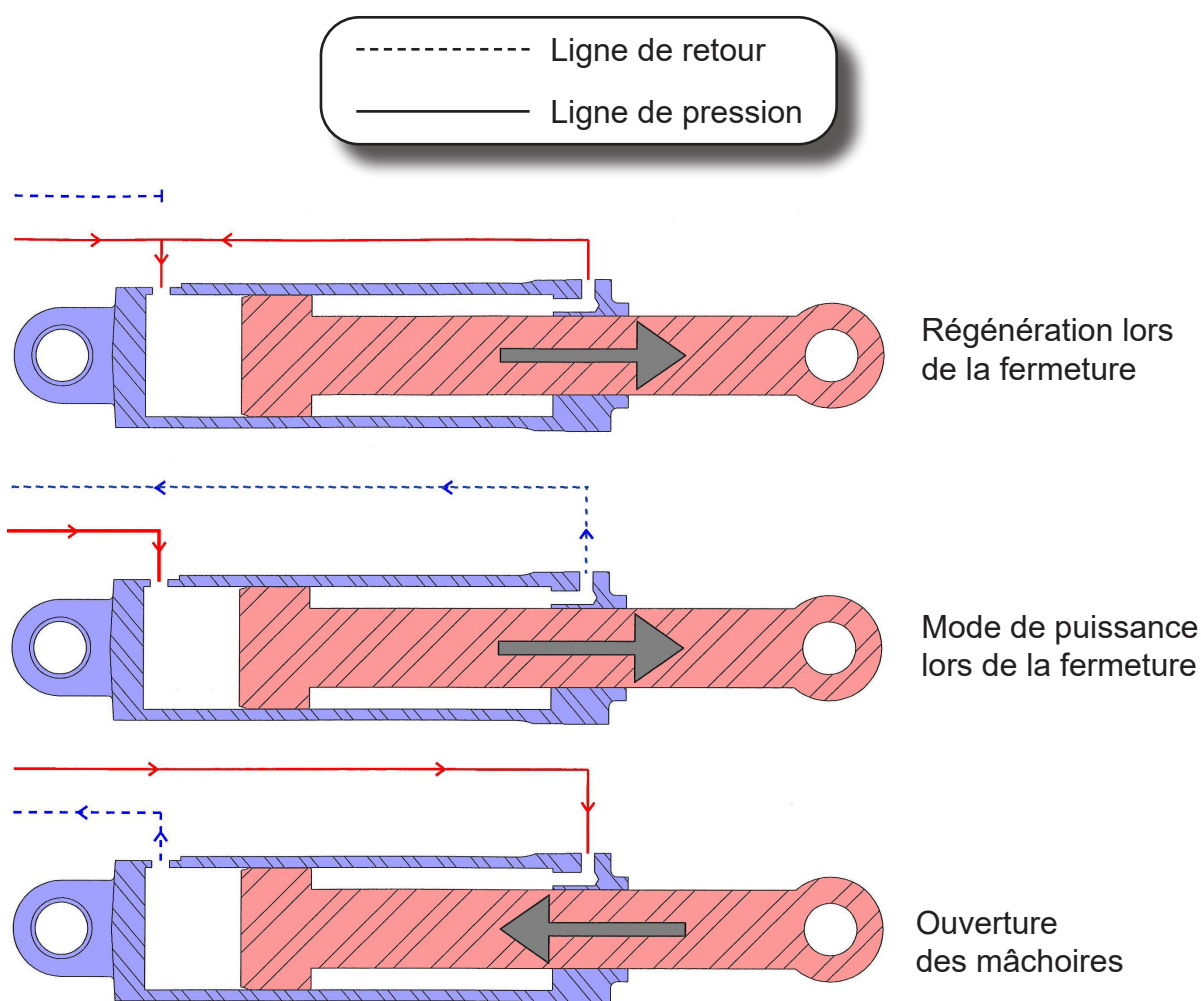 Ligne de retour
Ligne de pression
Régénération lors
de la fermeture
Mode de puissance
lors de la fermeture
Ouverture
des mâchoires